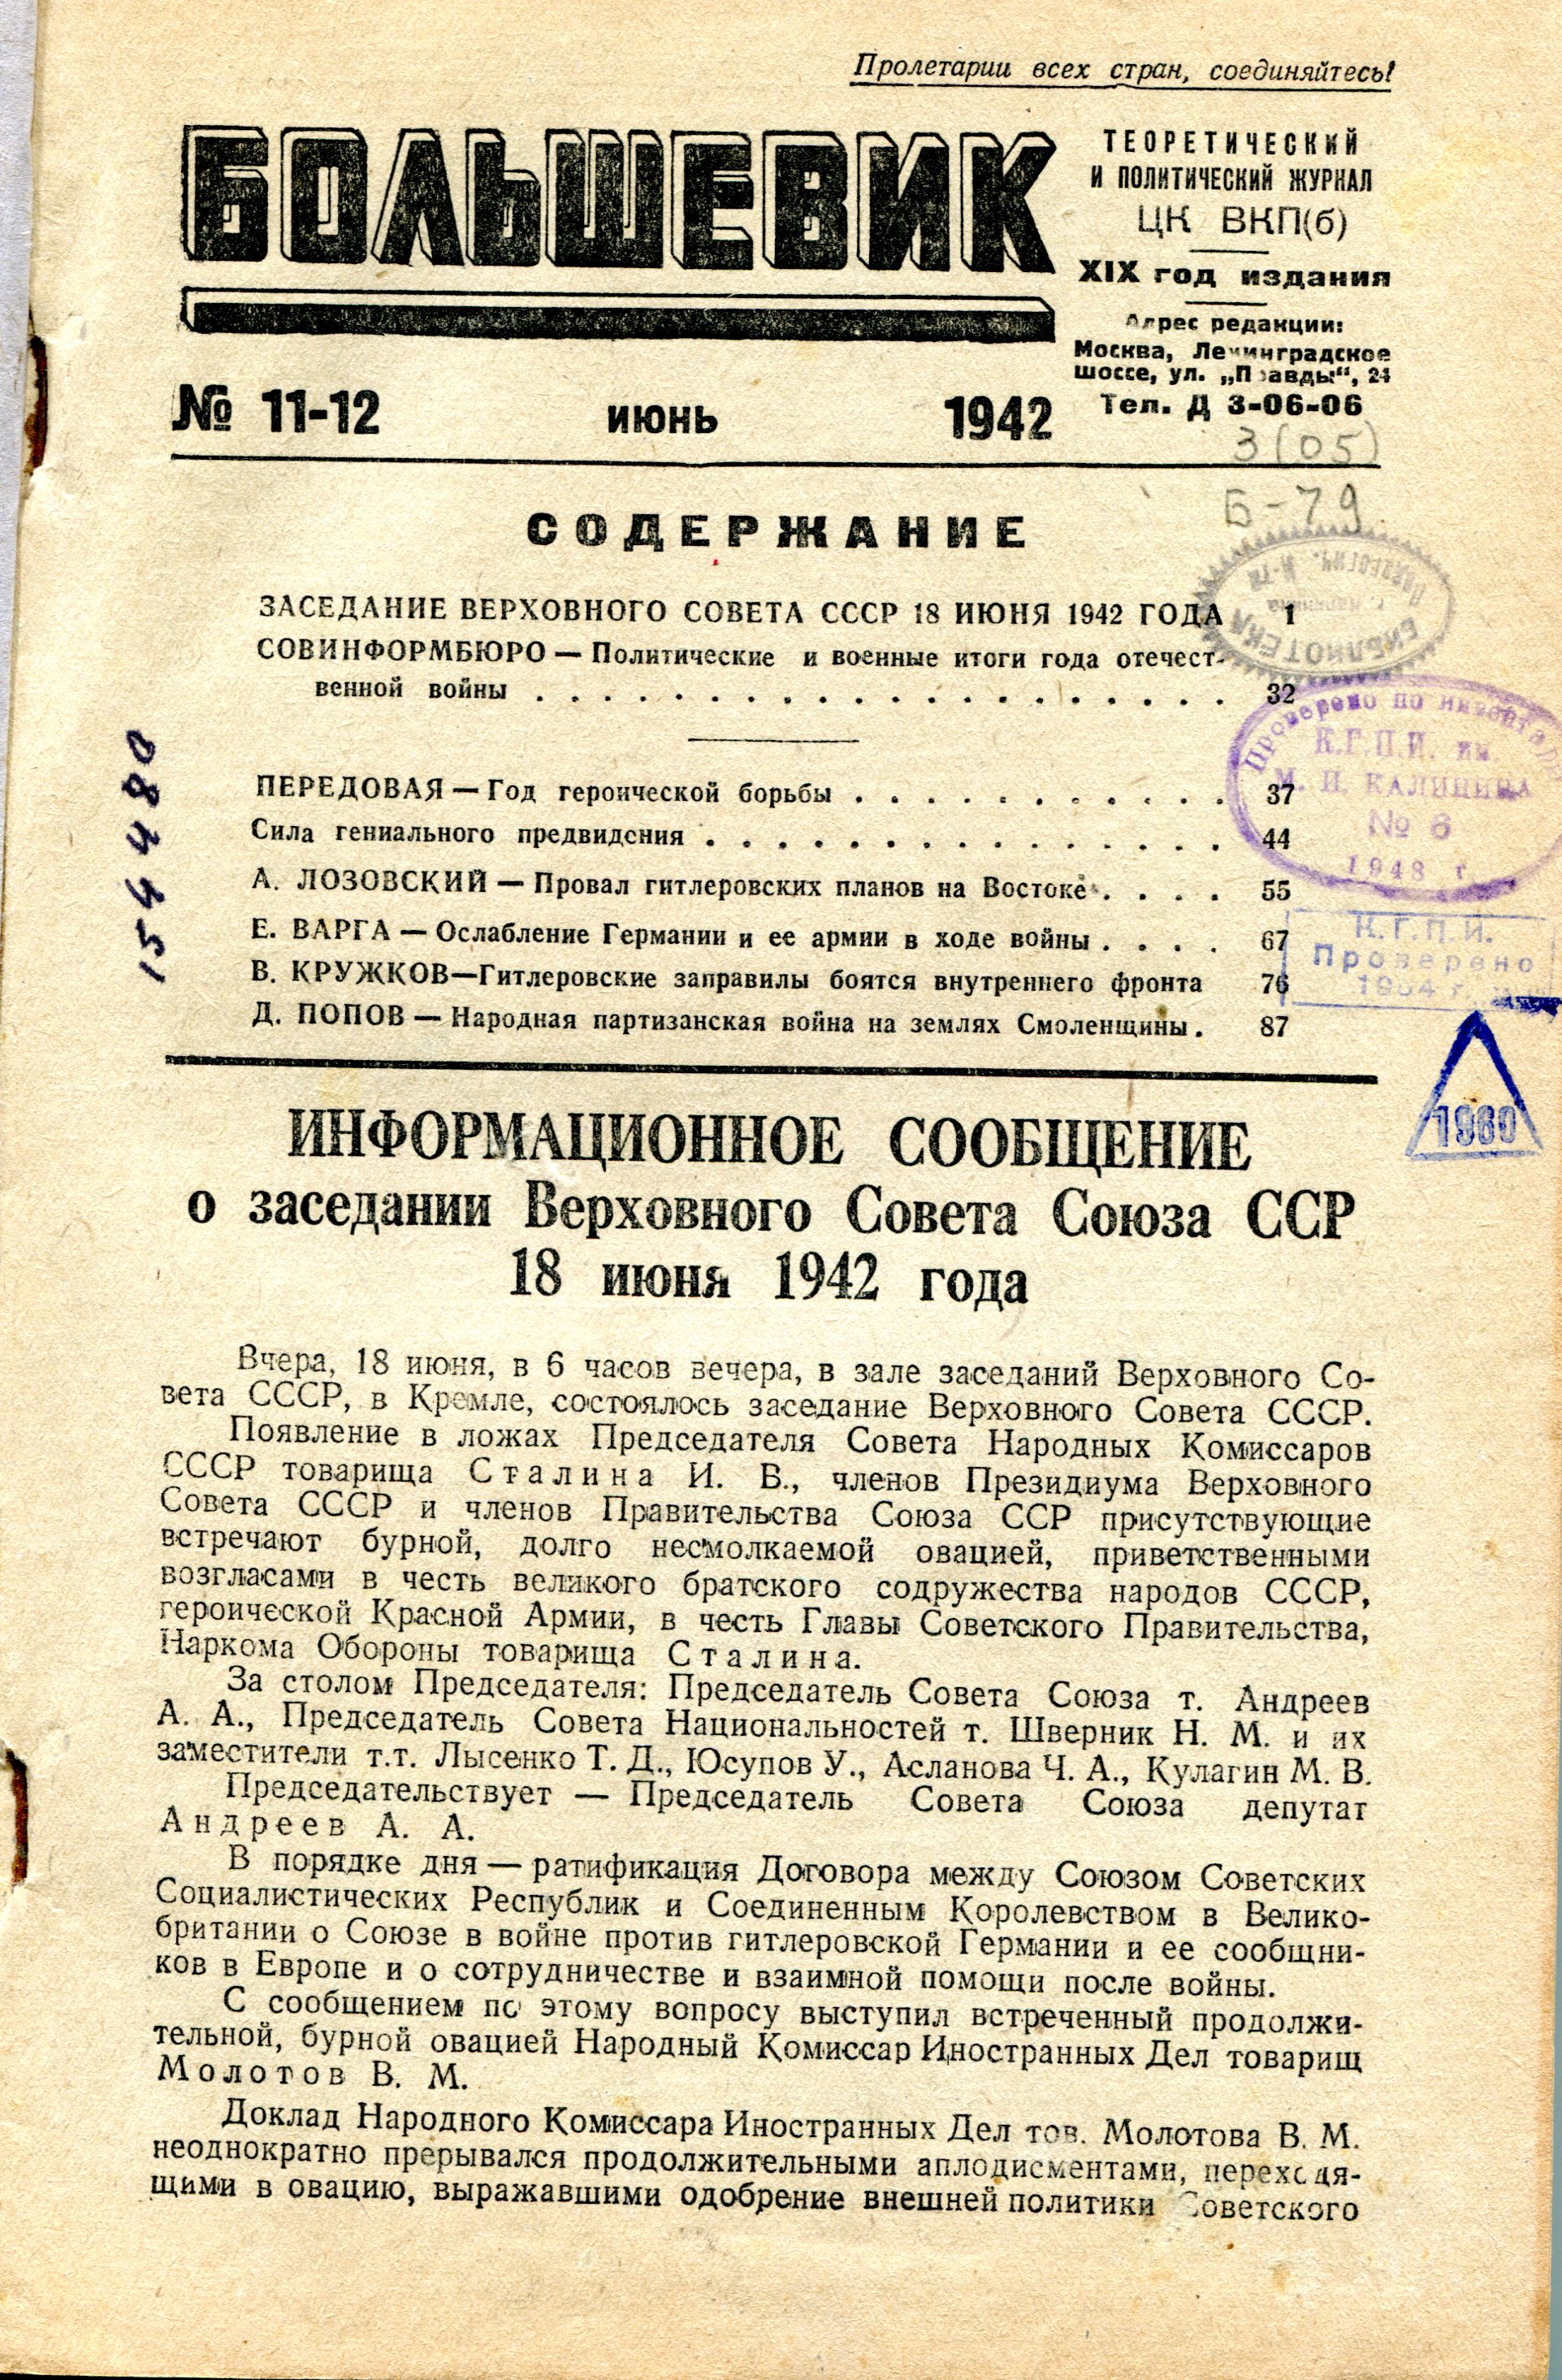 Пролетарии всех стран, соединяйтесь!
БОЛЬШЕВИК
ТЕОРЕТИЧЕСКИЙ
И ПОЛИТИЧЕСКИЙ ЖУРНАЛ
ЦК ВКП(б)
XIX год издания
Адрес редакции:
Москва, Ленинградское
шоссе, ул. „Правды“, 24
Тел. Д 3-06-06
№ 11-12 июнь 1942
3(05)
Б-79
СОДЕРЖАНИЕ
ЗАСЕДАНИЕ ВЕРХОВНОГО СОВЕТА СССР 18 ИЮНЯ 1942 ГОДА 1
СОВИНФОРМБЮРО — Политические и военные итоги года отечест-
венной войны . . . . . . . . . . . . . . . . . . . . 32
ПЕРЕДОВАЯ — Год героической борьбы . . . . . . . . . . . 37
Сила гениального предвидения . . . . . . . . . . . . . . . 44
А. ЛОЗОВСКИЙ — Провал гитлеровских планов на Востоке . . . . 55
Е. ВАРГА — Ослабление Германии и ее армии в ходе войны . . . . 67
В. КРУЖКОВ—Гитлеровские заправилы боятся внутреннего фронта 76
Д. ПОПОВ — Народная партизанская война на землях Смоленщины . 87
БИБЛИОТЕКА
Проверено по инвентарю
К.Г.П.И. им.
М. И. КАЛИНИНА
№ 6
1948 г.
К.Г.П.И.
Проверено
1980
154480
ИНФОРМАЦИОННОЕ СООБЩЕНИЕ
о заседании Верховного Совета Союза ССР
18 июня 1942 года
Вчера, 18 июня, в 6 часов вечера, в зале заседаний Верховного Со-
вета СССР, в Кремле, состоялось заседание Верховного Совета СССР.
Появление в ложах Председателя Совета Народных Комиссаров
СССР товарища Сталина И. В., членов Президиума Верховного
Совета СССР и членов Правительства Союза ССР присутствующие
встречают бурной, долго несмолкаемой овацией, приветственными
возгласами в честь великого братского содружества народов СССР,
героической Красной Армии, в честь Главы Советского Правительства,
Наркома Обороны товарища Сталина.
За столом Председателя: Председатель Совета Союза т. Андреев
А. А., Председатель Совета Национальностей т. Шверник Н. М. и их
заместители т.т. Лысенко Т. Д., Юсупов У., Асланова Ч. А., Кулагин М. В.
Председательствует — Председатель Совета Союза депутат
Андреев А. А.
В порядке дня — ратификация Договора между Союзом Советских
Социалистических Республик и Соединенным Королевством в Велико-
британии о Союзе в войне против гитлеровской Германии и ее сообщни-
ков в Европе и о сотрудничестве и взаимной помощи после войны.
С сообщением по этому вопросу выступил встреченный продолжи-
тельной, бурной овацией Народный Комиссар Иностранных Дел товарищ
Молотов В. М.
Доклад Народного Комиссара Иностранных Дел тов. Молотова В. М.
неоднократно прерывался продолжительными аплодисментами, переходя-
щими в овацию, выражавшими одобрение внешней политики Советского